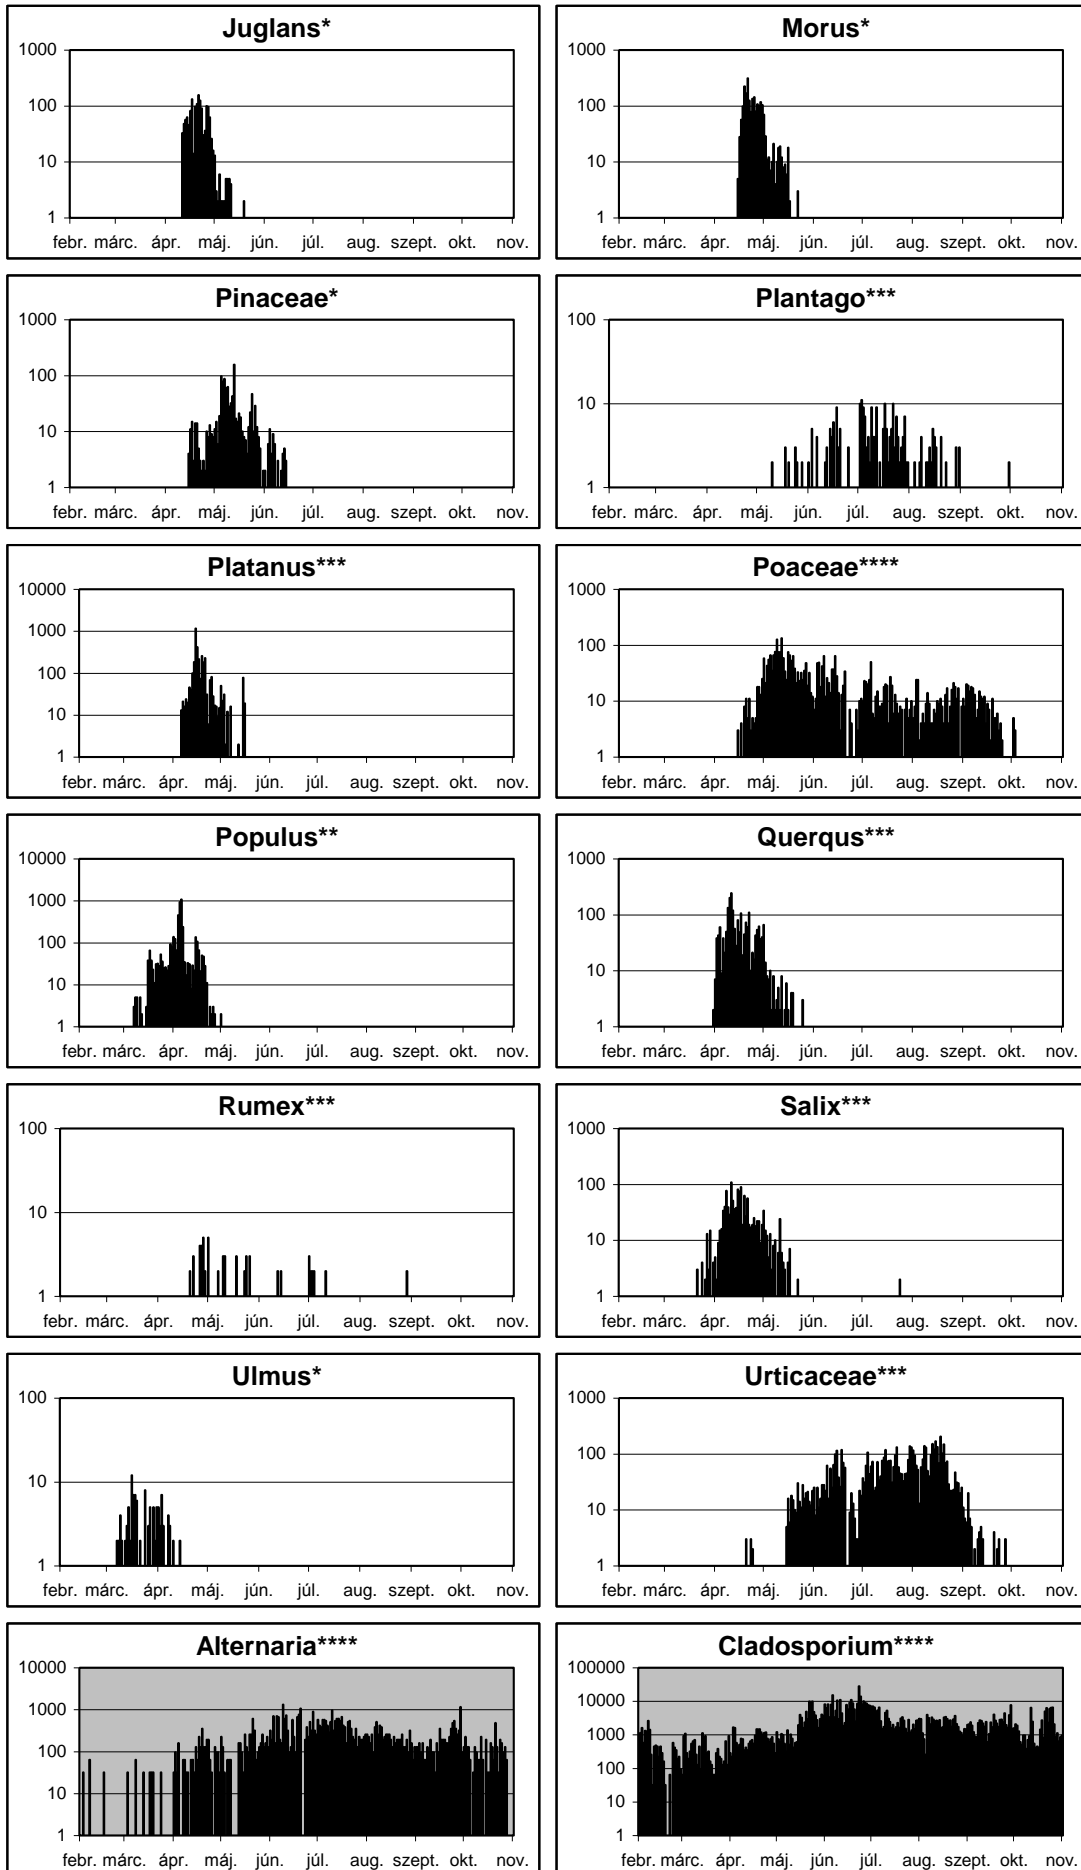 Juglans*
1000
100
10
1
febr. márc. ápr. máj. jún. júl. aug. szept. okt. nov.
Morus*
1000
100
10
1
febr. márc. ápr. máj. jún. júl. aug. szept. okt. nov.
Pinaceae*
1000
100
10
1
febr. márc. ápr. máj. jún. júl. aug. szept. okt. nov.
Plantago***
100
10
1
febr. márc. ápr. máj. jún. júl. aug. szept. okt. nov.
Platanus***
10000
1000
100
10
1
febr. márc. ápr. máj. jún. júl. aug. szept. okt. nov.
Poaceae****
1000
100
10
1
febr. márc. ápr. máj. jún. júl. aug. szept. okt. nov.
Populus**
10000
1000
100
10
1
febr. márc. ápr. máj. jún. júl. aug. szept. okt. nov.
Querqus***
1000
100
10
1
febr. márc. ápr. máj. jún. júl. aug. szept. okt. nov.
Rumex***
100
10
1
febr. márc. ápr. máj. jún. júl. aug. szept. okt. nov.
Salix***
1000
100
10
1
febr. márc. ápr. máj. jún. júl. aug. szept. okt. nov.
Ulmus*
100
10
1
febr. márc. ápr. máj. jún. júl. aug. szept. okt. nov.
Urticaceae***
1000
100
10
1
febr. márc. ápr. máj. jún. júl. aug. szept. okt. nov.
Alternaria****
10000
1000
100
10
1
febr. márc. ápr. máj. jún. júl. aug. szept. okt. nov.
Cladosporium****
100000
10000
1000
100
10
1
febr. márc. ápr. máj. jún. júl. aug. szept. okt. nov.